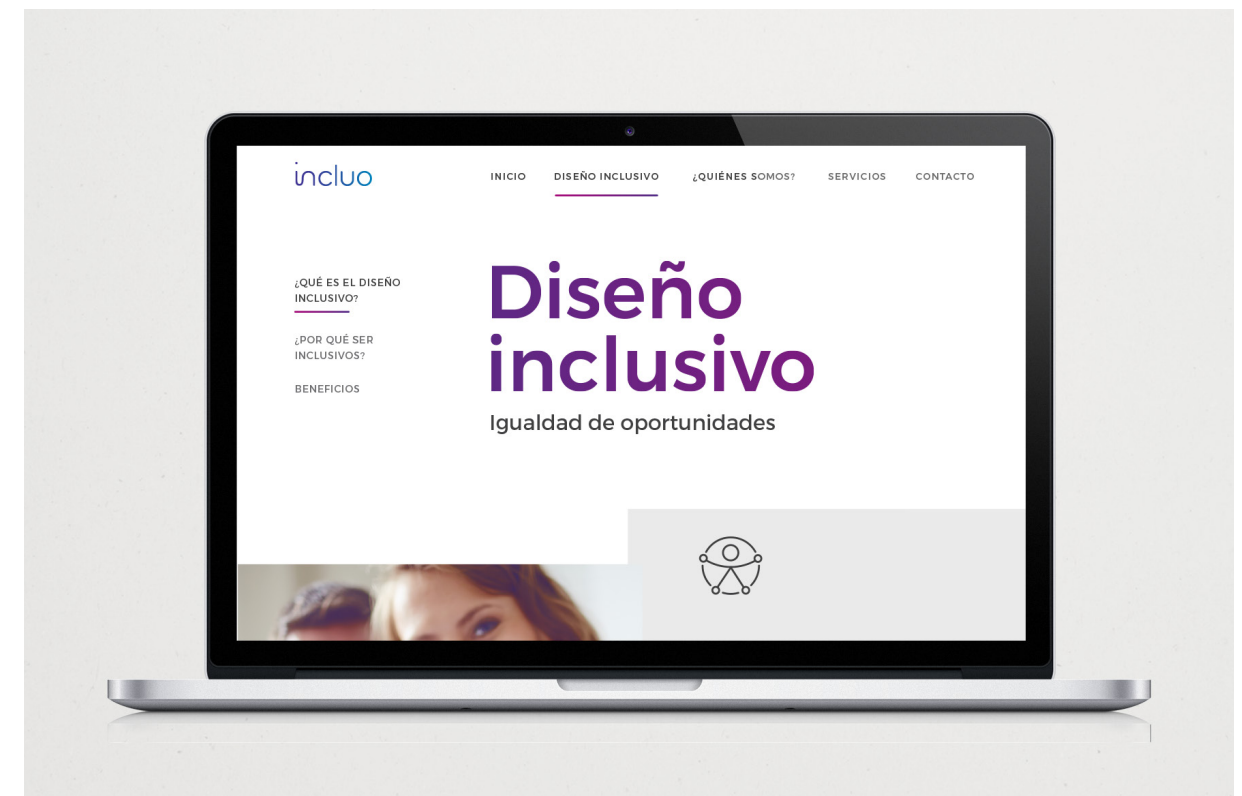 incluo
INICIO
DISEÑO INCLUSIVO
¿QUIÉNES SOMOS?
SERVICIOS
CONTACTO
¿QUÉ ES EL DISEÑO
INCLUSIVO?
¿POR QUÉ SER
INCLUSIVOS?
BENEFICIOS
Diseño
inclusivo
Igualdad de oportunidades